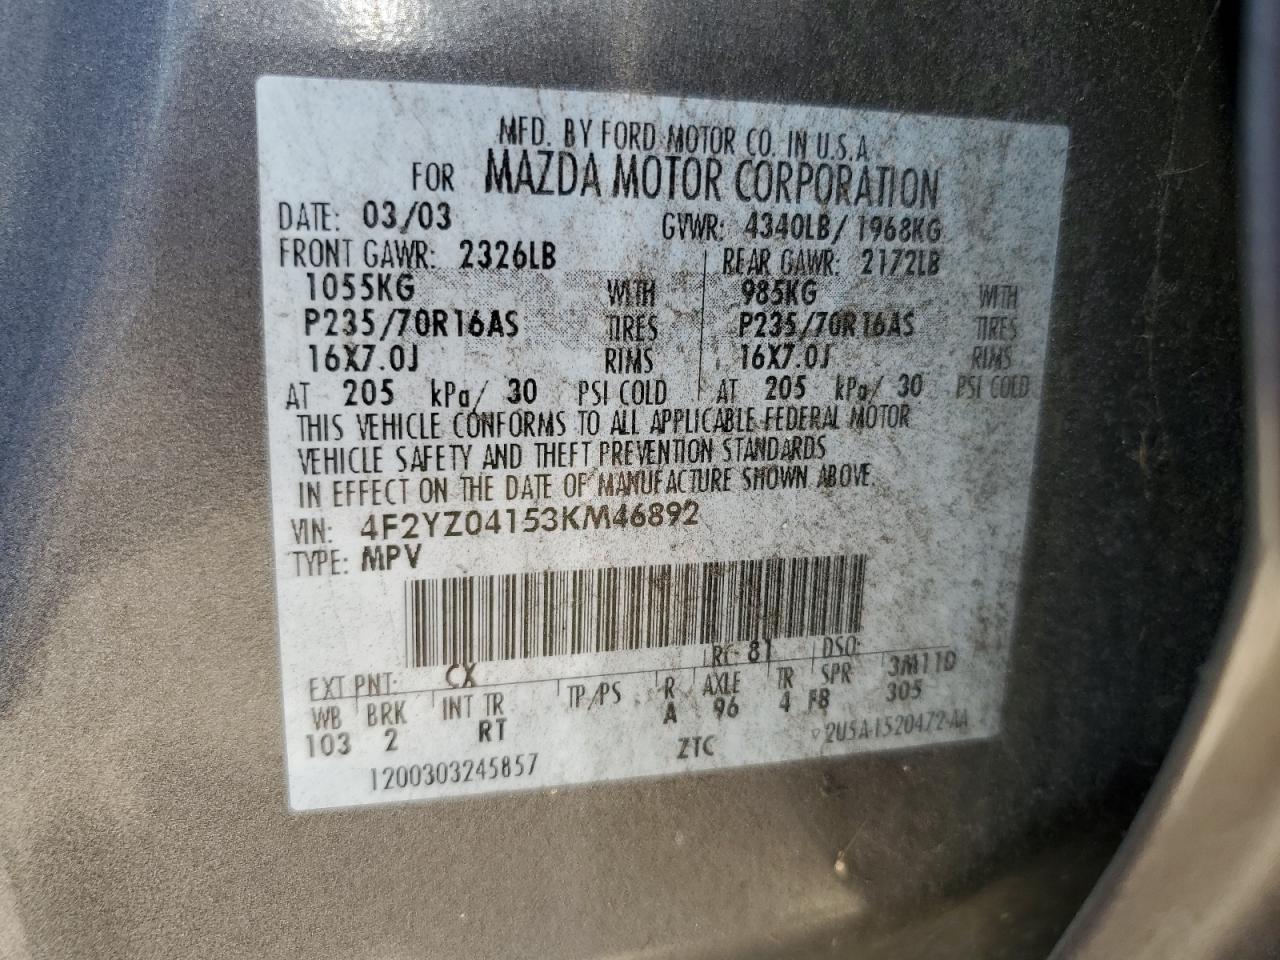 MFD. BY FORD MOTOR CO. IN U.S.A.
FOR MAZDA MOTOR CORPORATION
DATE: 03/03 GVWR: 4340LB/ 1968KG
FRONT GAWR: 2326LB REAR GAWR: 2172LB
1055KG WITH 985KG WITH
P235/70R16AS TIRES P235/70R16AS TIRES
16X7.0J RIMS 16X7.0J RIMS
AT 205 kPa/ 30 PSI COLD AT 205 kPa/ 30 PSI COLD
THIS VEHICLE CONFORMS TO ALL APPLICABLE FEDERAL MOTOR
VEHICLE SAFETY AND THEFT PREVENTION STANDARDS
IN EFFECT ON THE DATE OF MANUFACTURE SHOWN ABOVE.
VIN: 4F2YZ04153KM46892
TYPE: MPV
EXT PNT: CX RC: 81 DSO:
WB BRK INT TR TP/PS R AXLE TR SPR 3M110
103 2 RT A 96 4 F8 305
1200303245857 ZTC 2U5A-1520472-AA